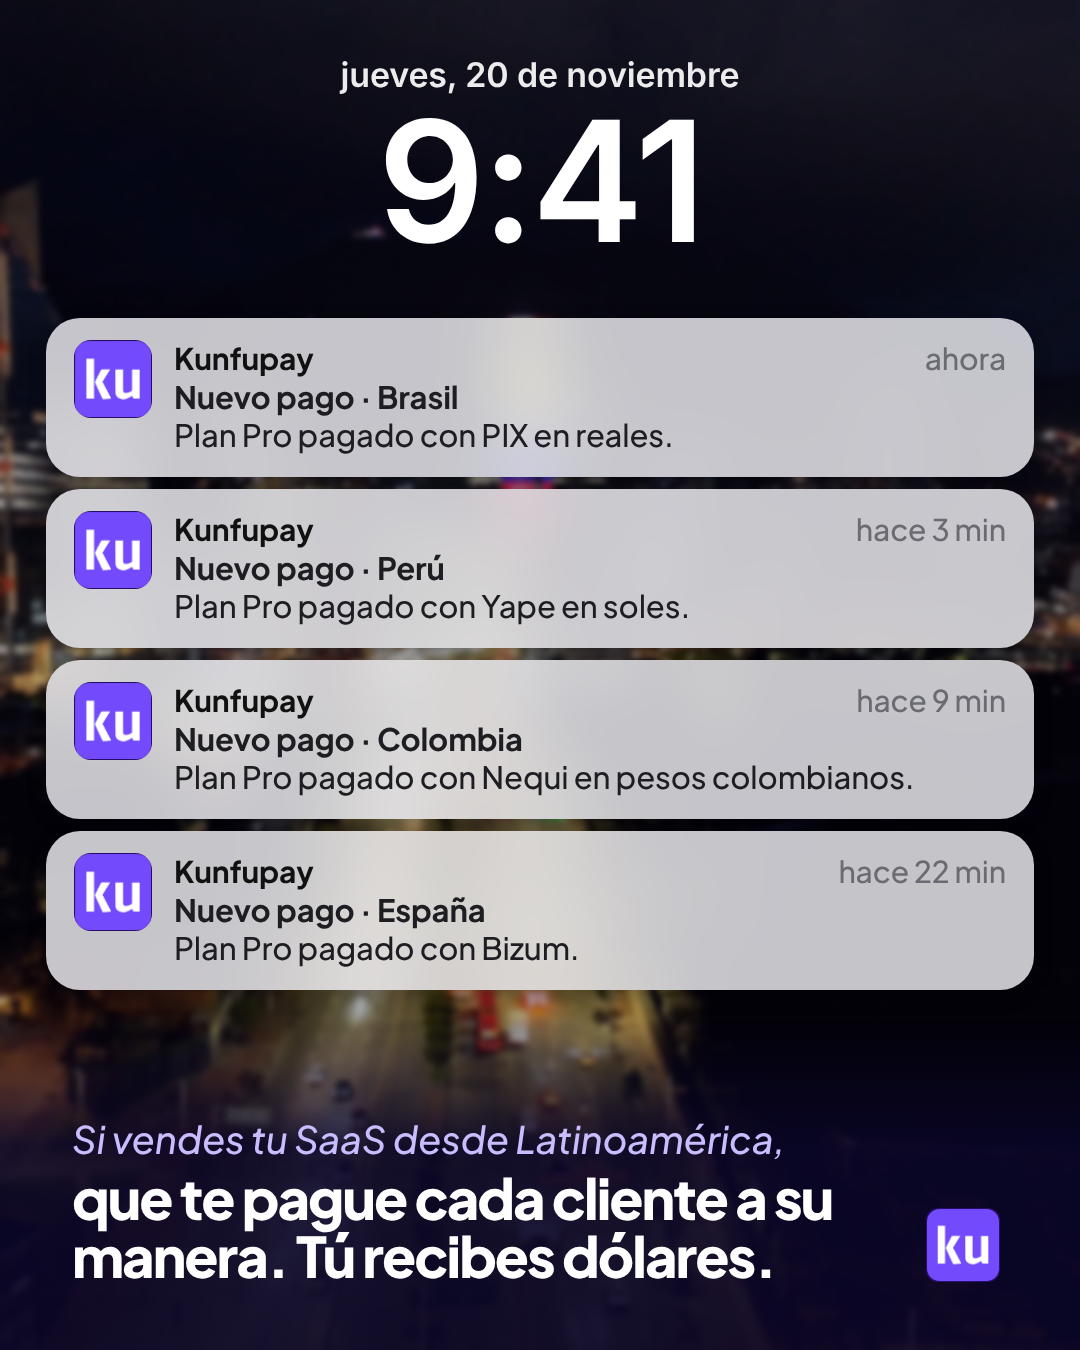 jueves, 20 de noviembre
9:41
ku
Kunfupay
ahora
Nuevo pago · Brasil
Plan Pro pagado con PIX en reales.
ku
Kunfupay
hace 3 min
Nuevo pago · Perú
Plan Pro pagado con Yape en soles.
ku
Kunfupay
hace 9 min
Nuevo pago · Colombia
Plan Pro pagado con Nequi en pesos colombianos.
ku
Kunfupay
hace 22 min
Nuevo pago · España
Plan Pro pagado con Bizum.
Si vendes tu SaaS desde Latinoamérica,
que te pague cada cliente a su
manera. Tú recibes dólares.
ku